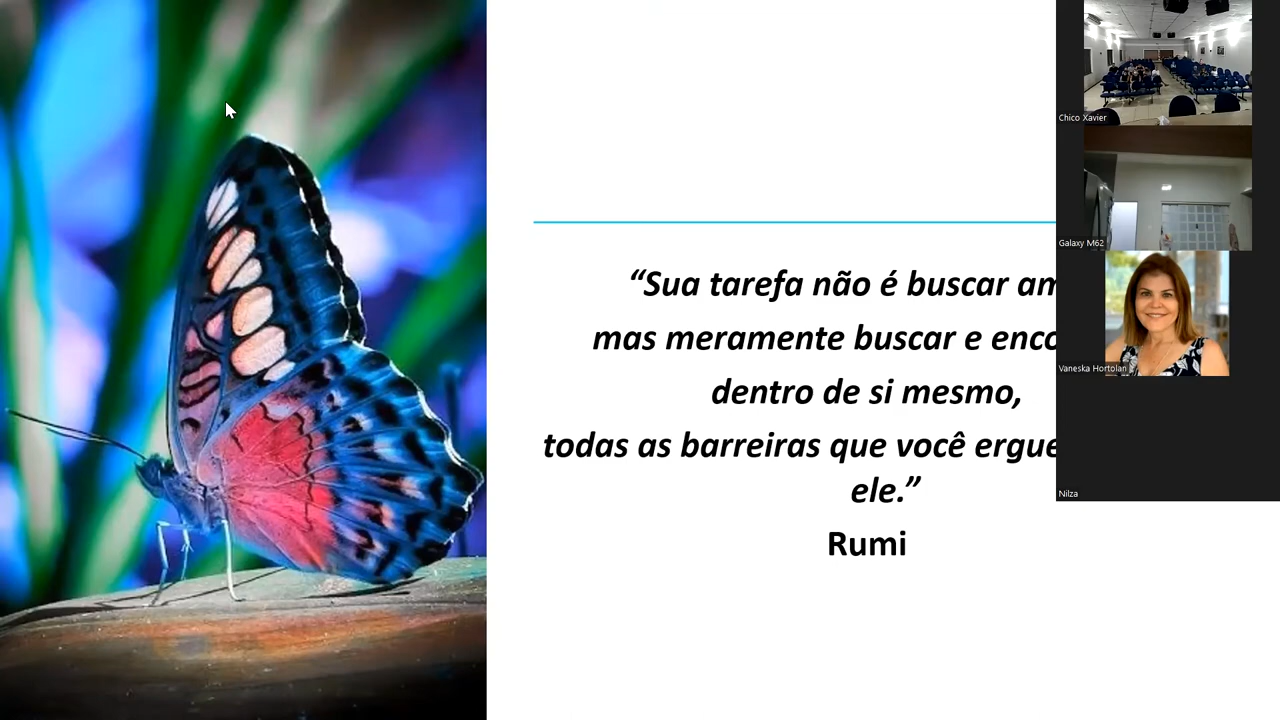 “Sua tarefa não é buscar am
mas meramente buscar e enco
dentro de si mesmo,
todas as barreiras que você ergue
ele.”
Rumi
Chico Xavier
Galaxy M62
Vaneska Hortolan
Nilza